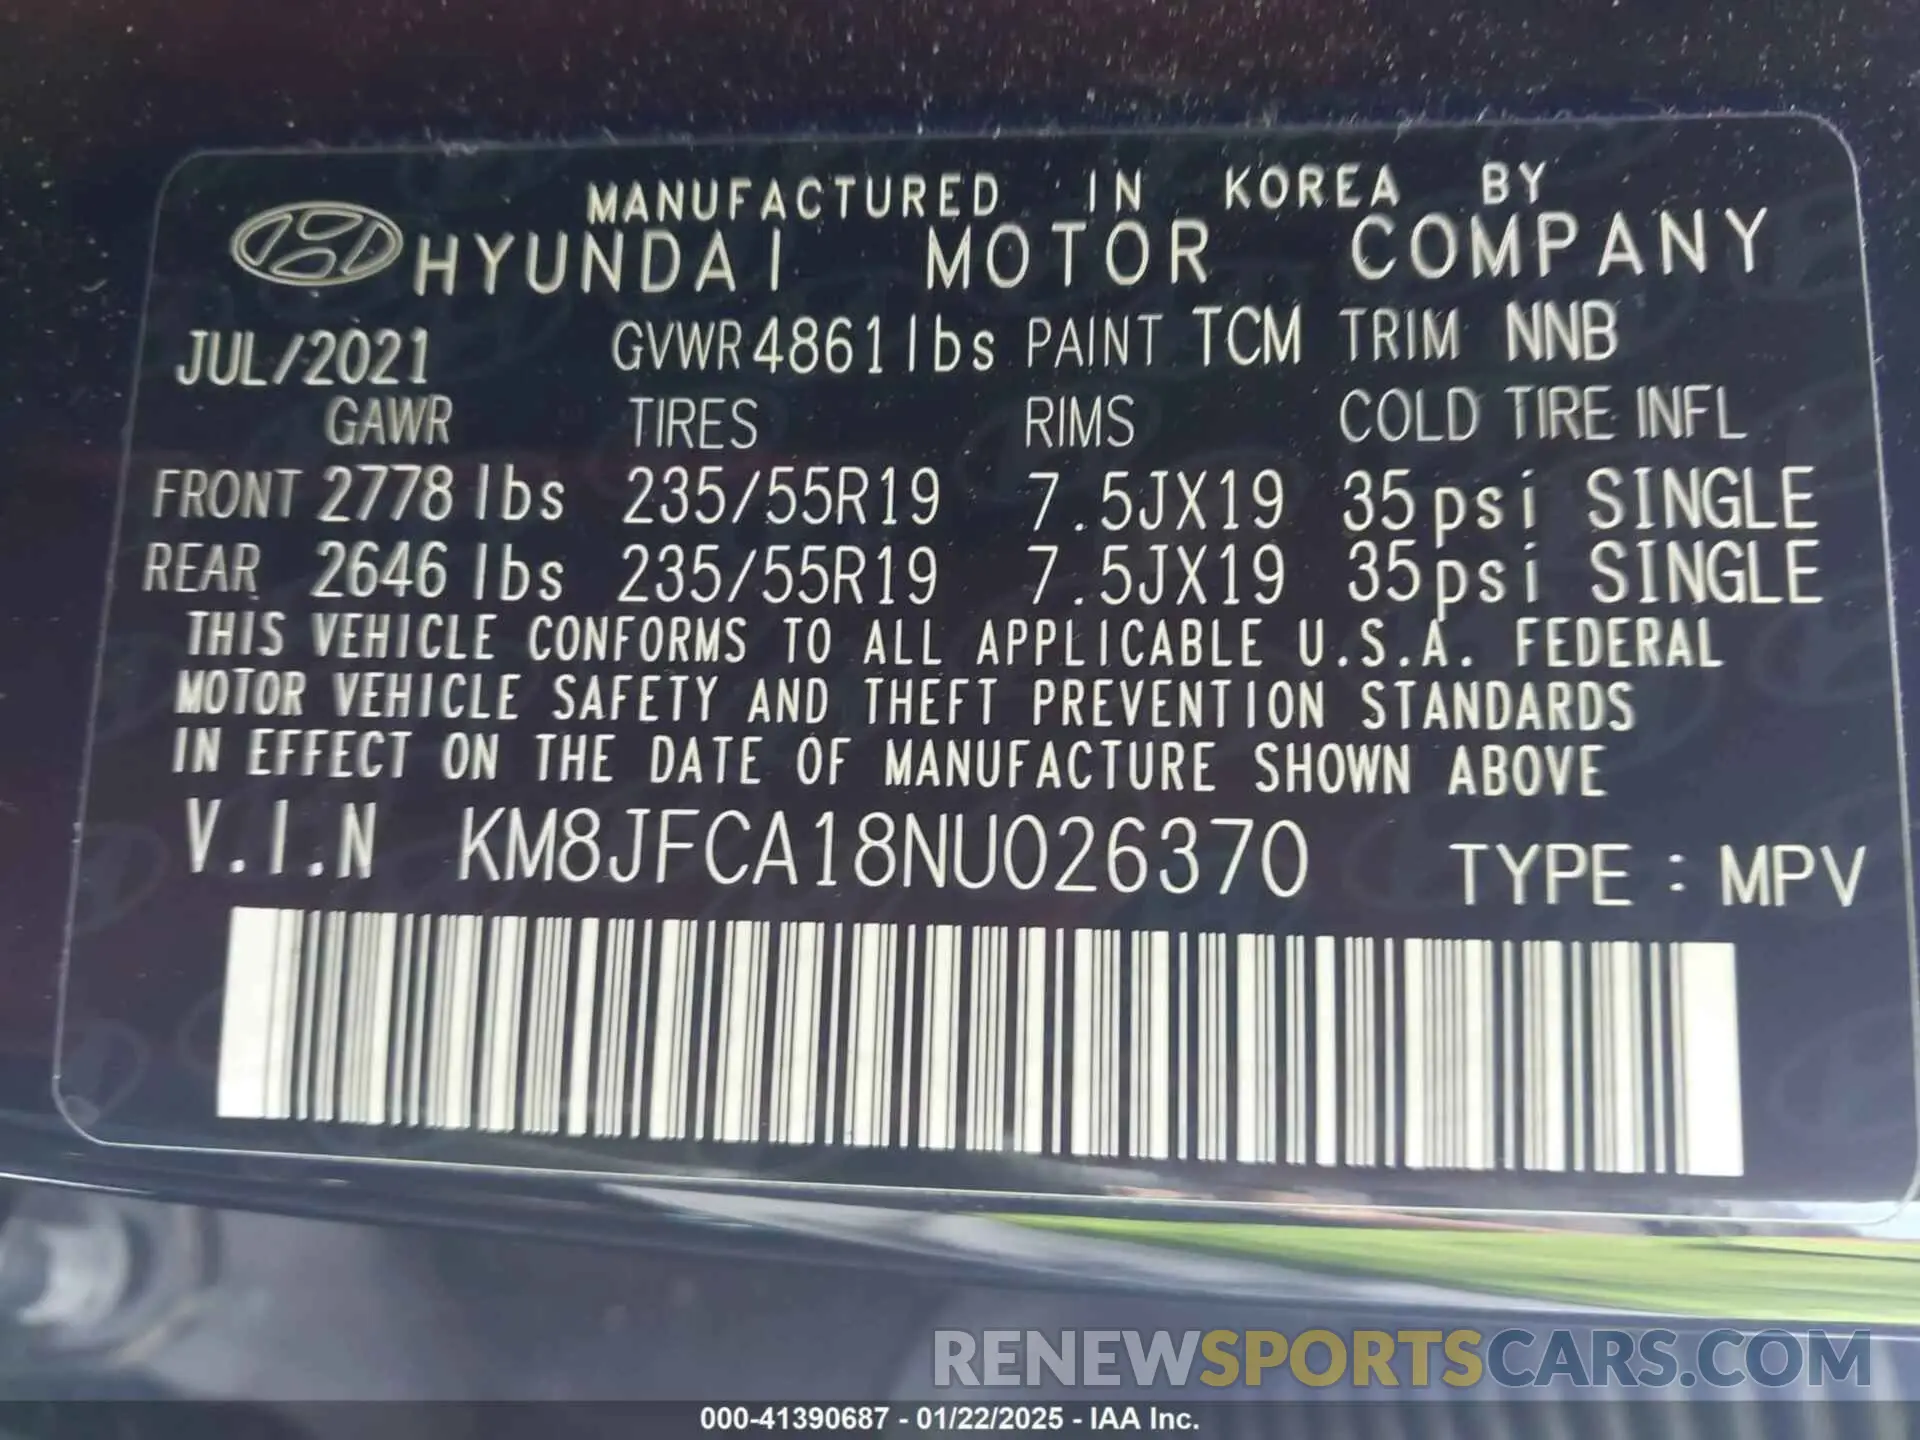 MANUFACTURED IN KOREA BY
HYUNDAI MOTOR COMPANY
JUL/2021 GVWR 4861 lbs PAINT TCM TRIM NNB
GAWR TIRES RIMS COLD TIRE INFL
FRONT 2778 lbs 235/55R19 7.5JX19 35psi SINGLE
REAR 2646 lbs 235/55R19 7.5JX19 35psi SINGLE
THIS VEHICLE CONFORMS TO ALL APPLICABLE U.S.A. FEDERAL
MOTOR VEHICLE SAFETY AND THEFT PREVENTION STANDARDS
IN EFFECT ON THE DATE OF MANUFACTURE SHOWN ABOVE
V.I.N KM8JFCA18NU026370 TYPE : MPV
RENEWSPORTSCARS.COM
000-41390687 - 01/22/2025 - IAA Inc.